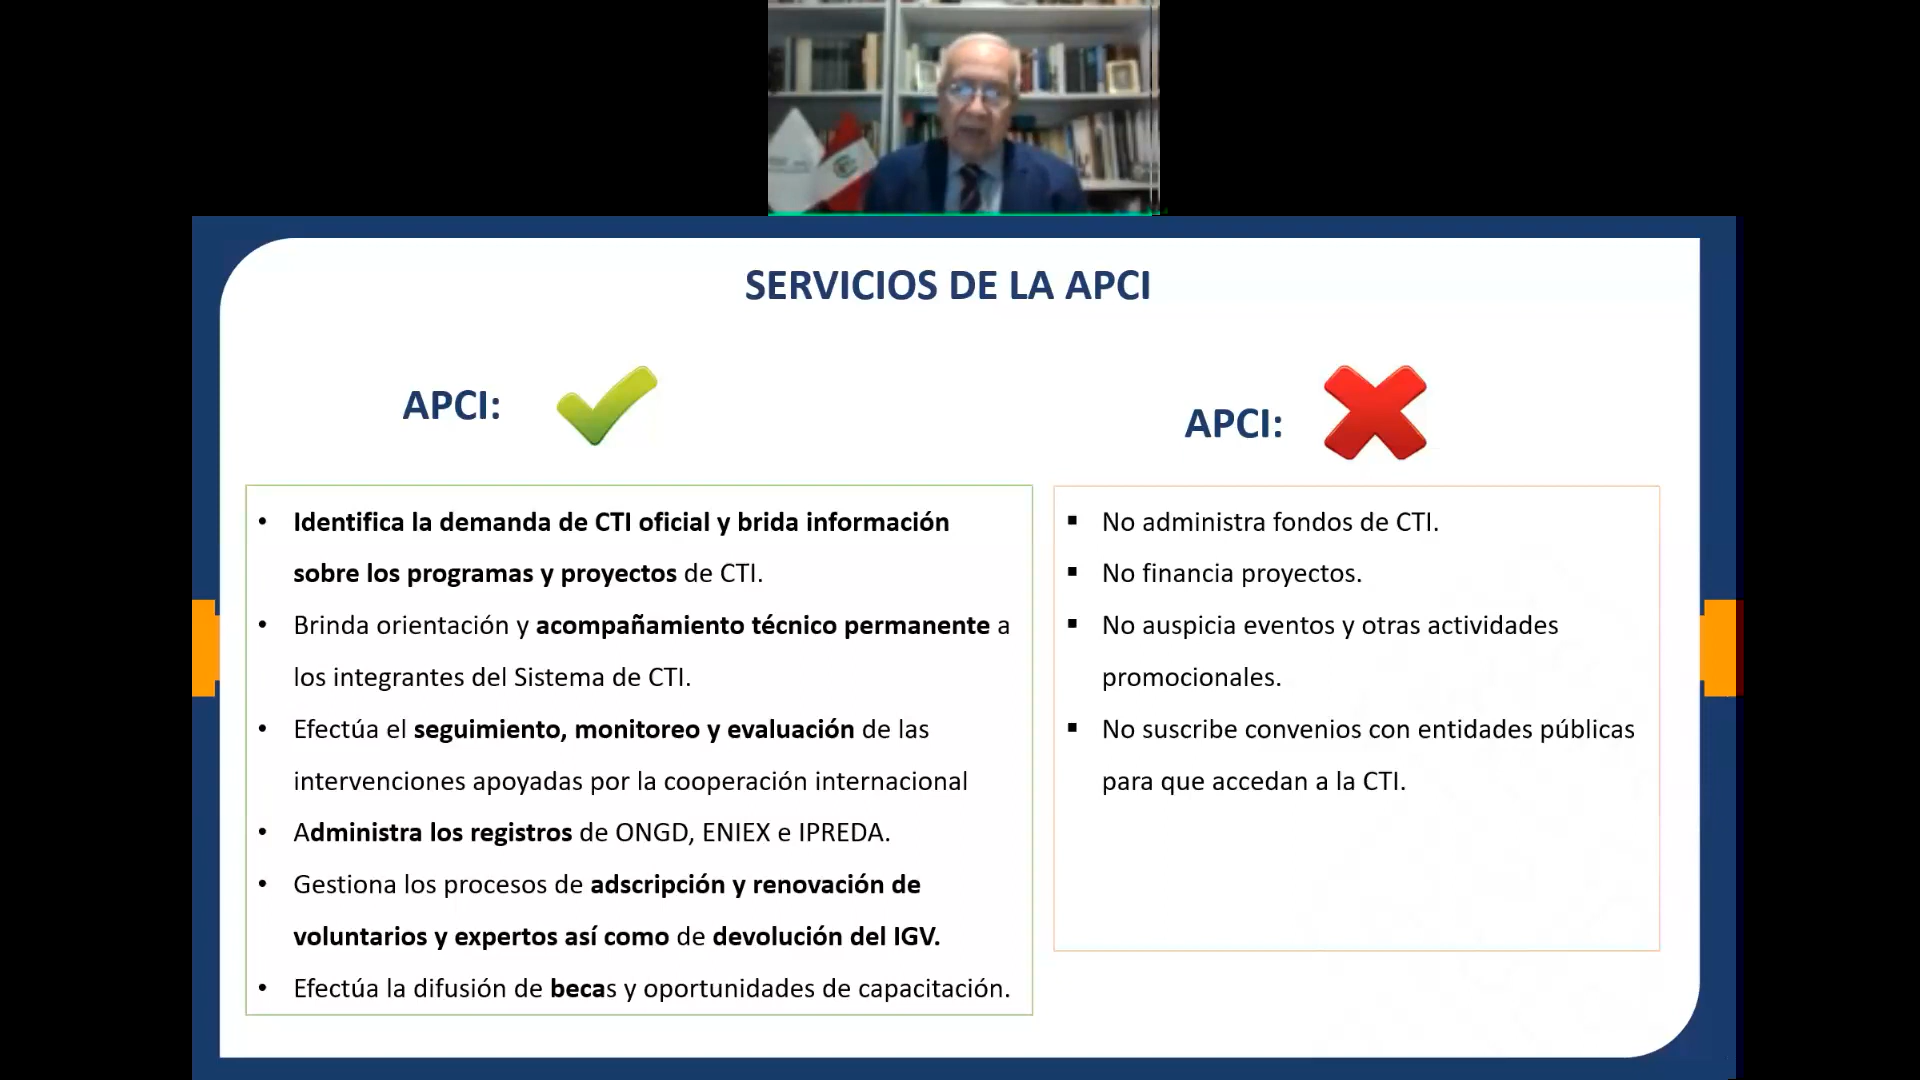 SERVICIOS DE LA APCI
APCI:
• Identifica la demanda de CTI oficial y brida información
sobre los programas y proyectos de CTI.
• Brinda orientación y acompañamiento técnico permanente a
los integrantes del Sistema de CTI.
• Efectúa el seguimiento, monitoreo y evaluación de las
intervenciones apoyadas por la cooperación internacional
• Administra los registros de ONGD, ENIEX e IPREDA.
• Gestiona los procesos de adscripción y renovación de
voluntarios y expertos así como de devolución del IGV.
• Efectúa la difusión de becas y oportunidades de capacitación.
APCI:
▪ No administra fondos de CTI.
▪ No financia proyectos.
▪ No auspicia eventos y otras actividades
promocionales.
▪ No suscribe convenios con entidades públicas
para que accedan a la CTI.